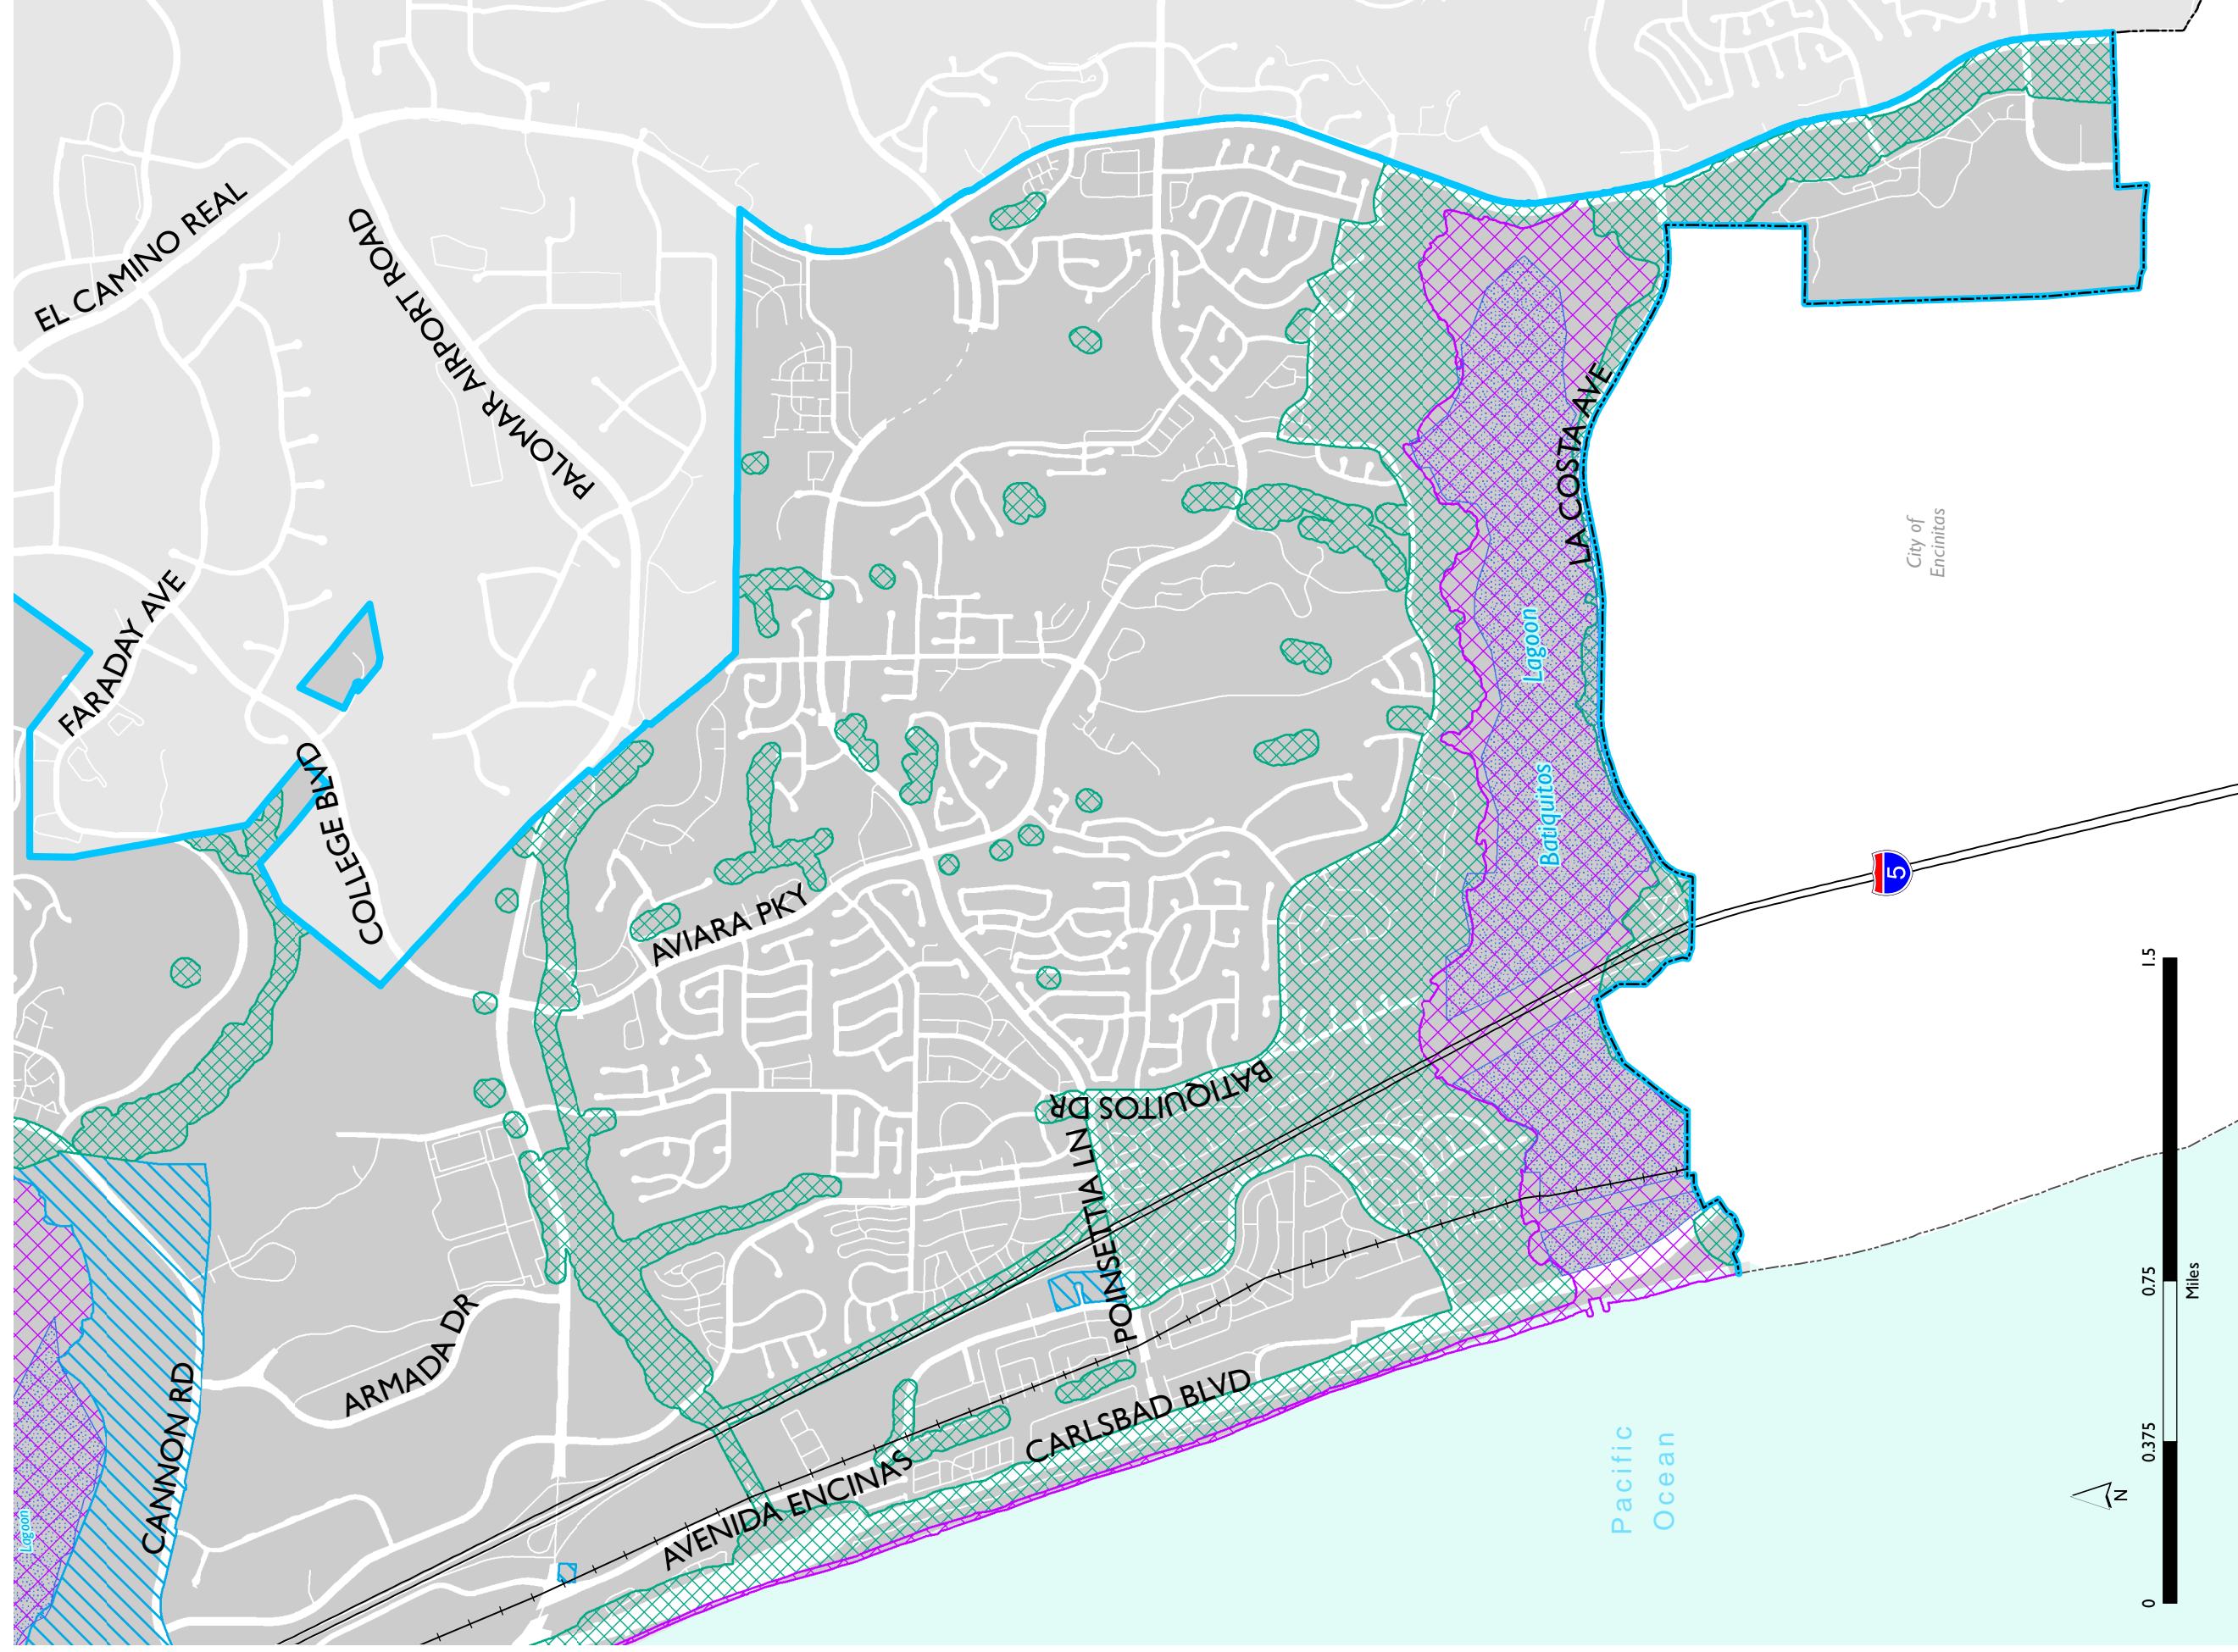 EL CAMINO REAL
PALOMAR AIRPORT ROAD
FARADAY AVE
COLLEGE BLVD
AVIARA PKY
LA COSTA AVE
City of
Encinitas
Batiquitos
Lagoon
5
BATIQUITOS DR
POINSETTIA LN
ARMADA DR
CANNON RD
Lagoon
CARLSBAD BLVD
AVENIDA ENCINAS
Pacific
Ocean
N
0
0.375
0.75
1.5
Miles